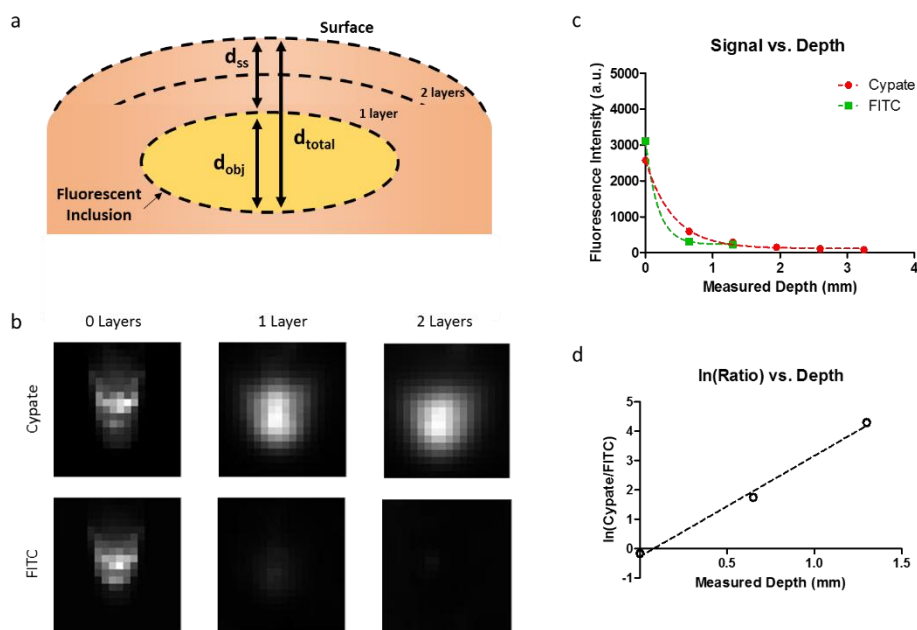 a
Surface
dss
2 layers
1 layer
dtotal
dobj
Fluorescent
Inclusion
b
0 Layers
1 Layer
2 Layers
Cypate
FITC
c
Signal vs. Depth
Fluorescence Intensity (a.u.)
5000
4000
3000
2000
1000
0
Cypate
FITC
0
1
2
3
4
Measured Depth (mm)
d
ln(Ratio) vs. Depth
ln(Cypate/FITC)
5
4
3
2
1
0
-1
0.5
1.0
1.5
Measured Depth (mm)